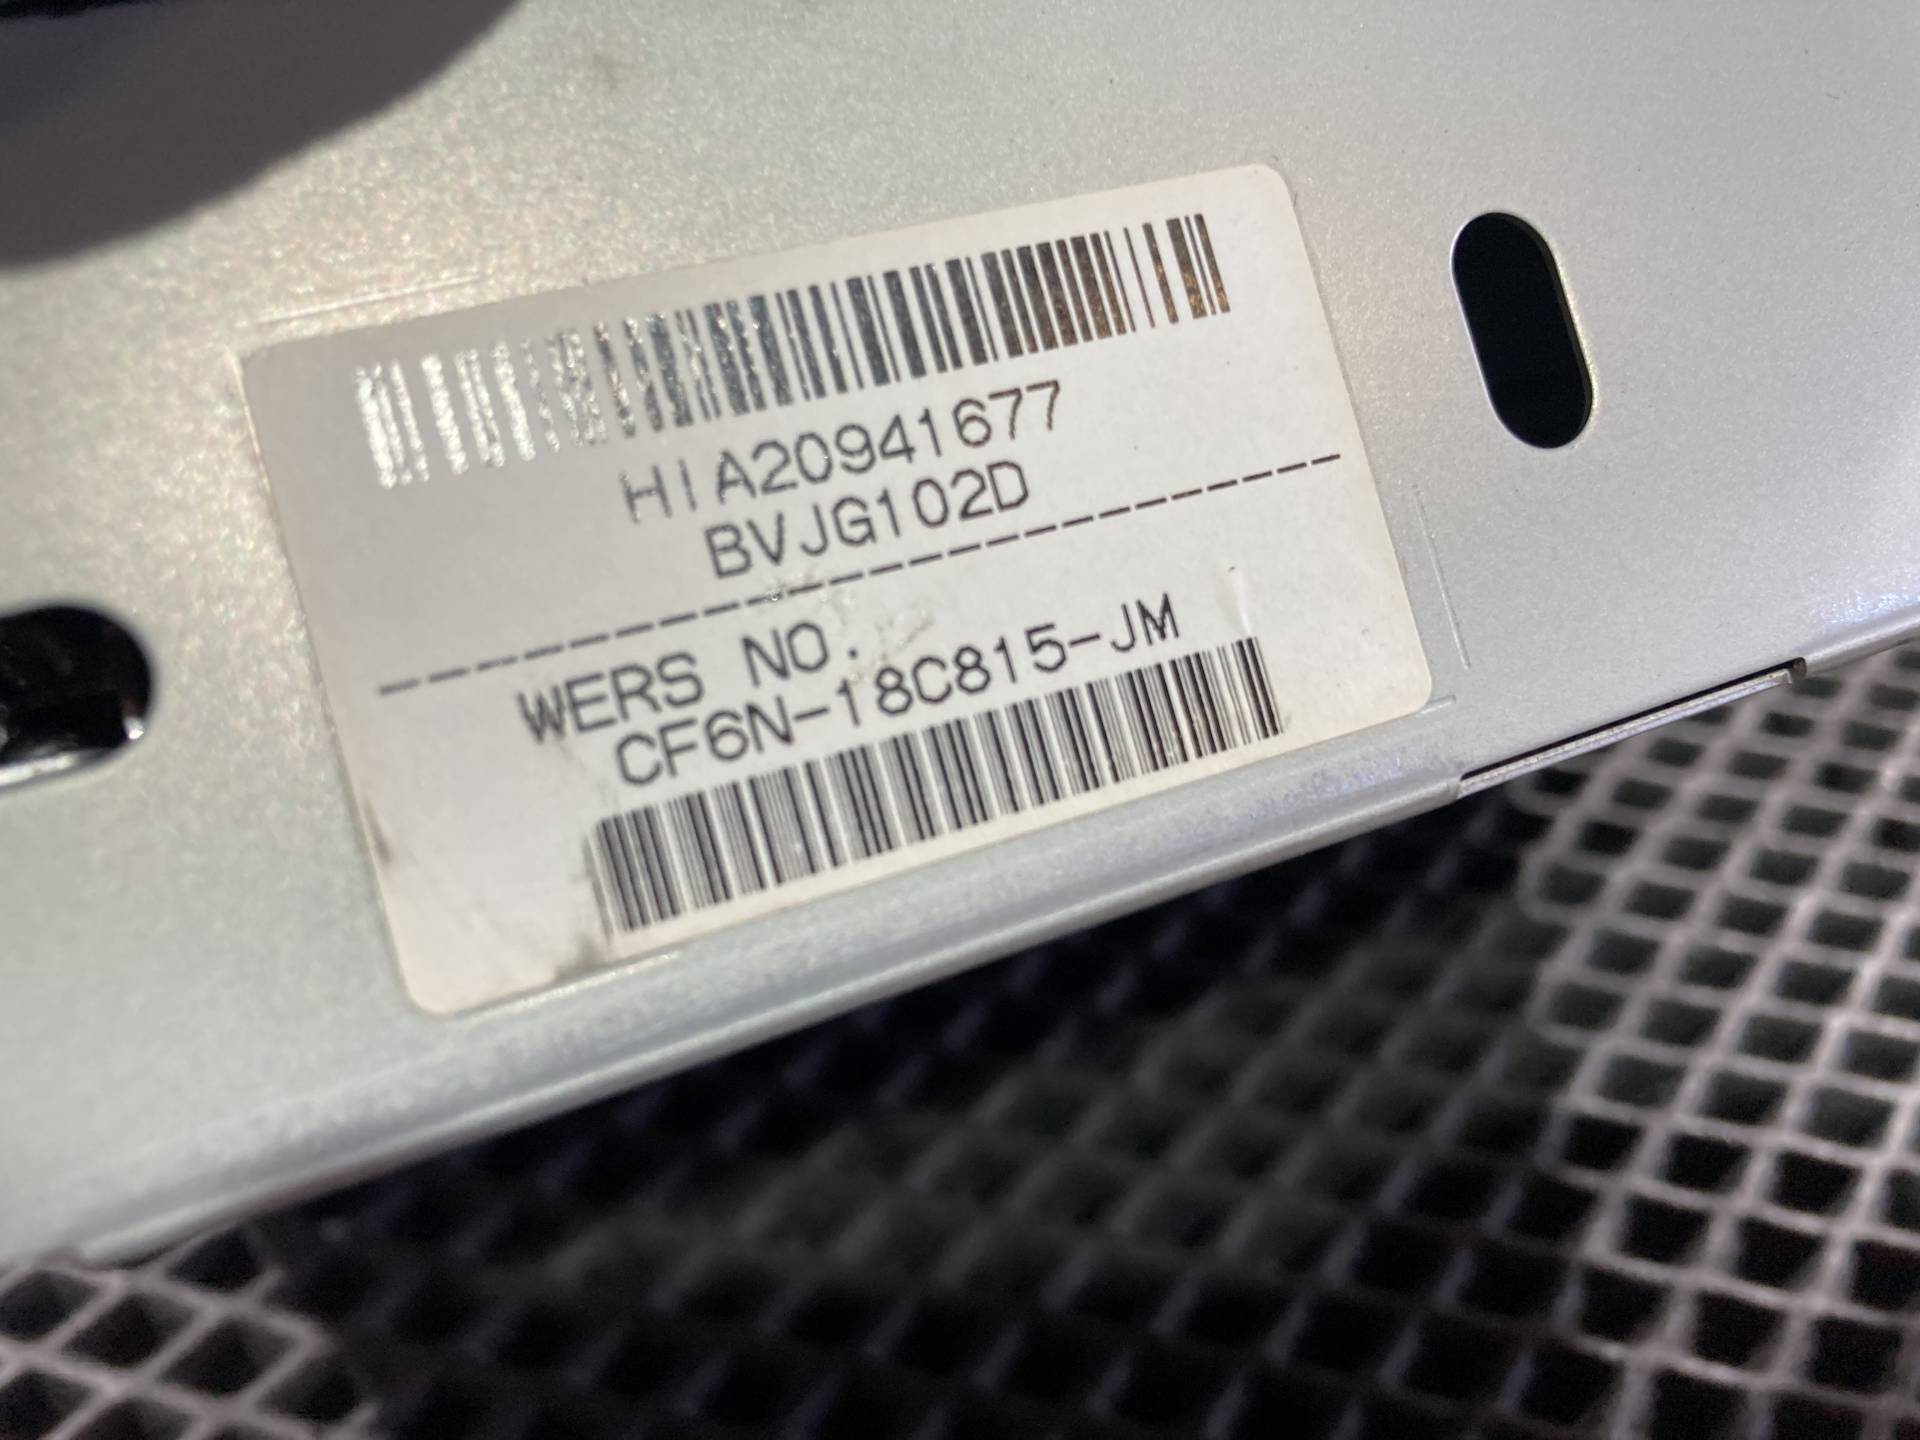 HIA20941677
BVJG102D
WERS NO.
CF6N-18C815-JM